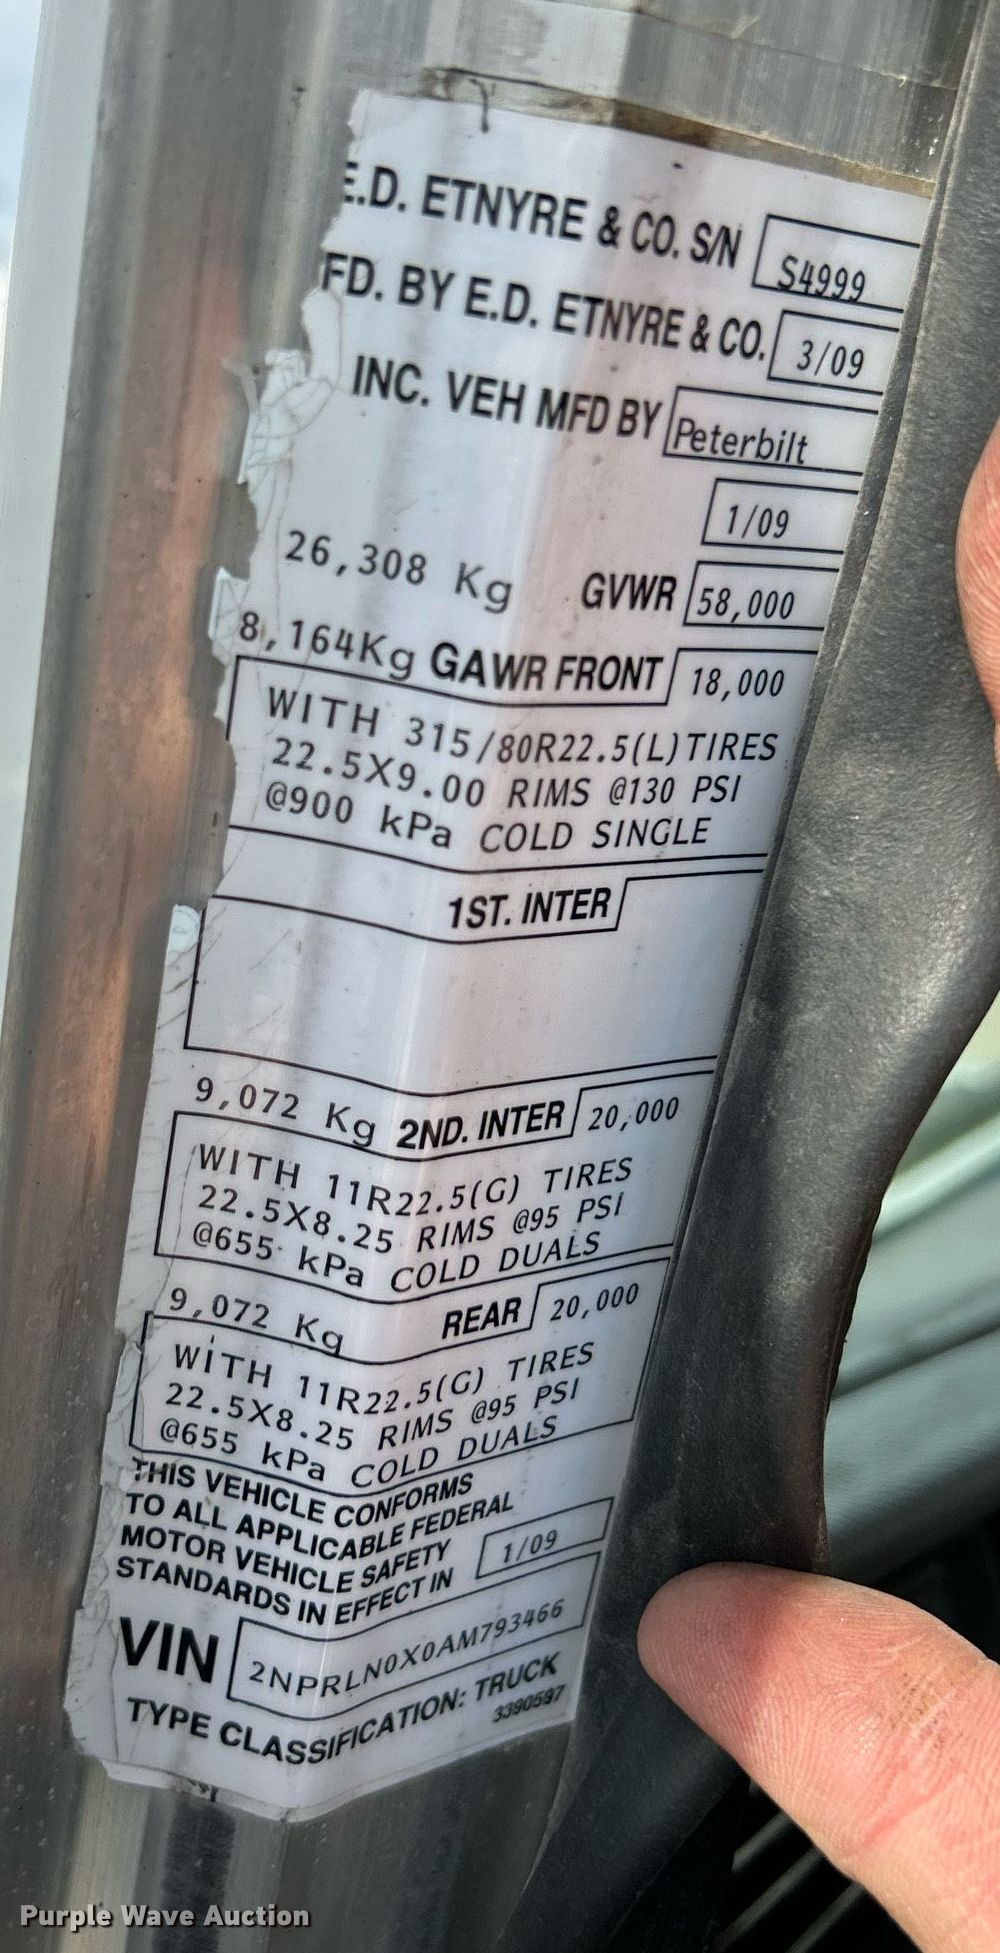 E.D. ETNYRE & CO. S/N S4999
FD. BY E.D. ETNYRE & CO. 3/09
INC. VEH MFD BY Peterbilt
1/09
26,308 Kg GVWR 58,000
8,164Kg GAWR FRONT 18,000
WITH 315/80R22.5(L)TIRES
22.5X9.00 RIMS @130 PSI
@900 kPa COLD SINGLE
1ST. INTER
9,072 Kg 2ND. INTER 20,000
WITH 11R22.5(G) TIRES
22.5X8.25 RIMS @95 PSI
@655 kPa COLD DUALS
9,072 Kg REAR 20,000
WITH 11R22.5(G) TIRES
22.5X8.25 RIMS @95 PSI
@655 kPa COLD DUALS
THIS VEHICLE CONFORMS
TO ALL APPLICABLE FEDERAL
MOTOR VEHICLE SAFETY
STANDARDS IN EFFECT IN 1/09
VIN 2NPRLN0X0AM793466
TYPE CLASSIFICATION: TRUCK
3390597
Purple Wave Auction